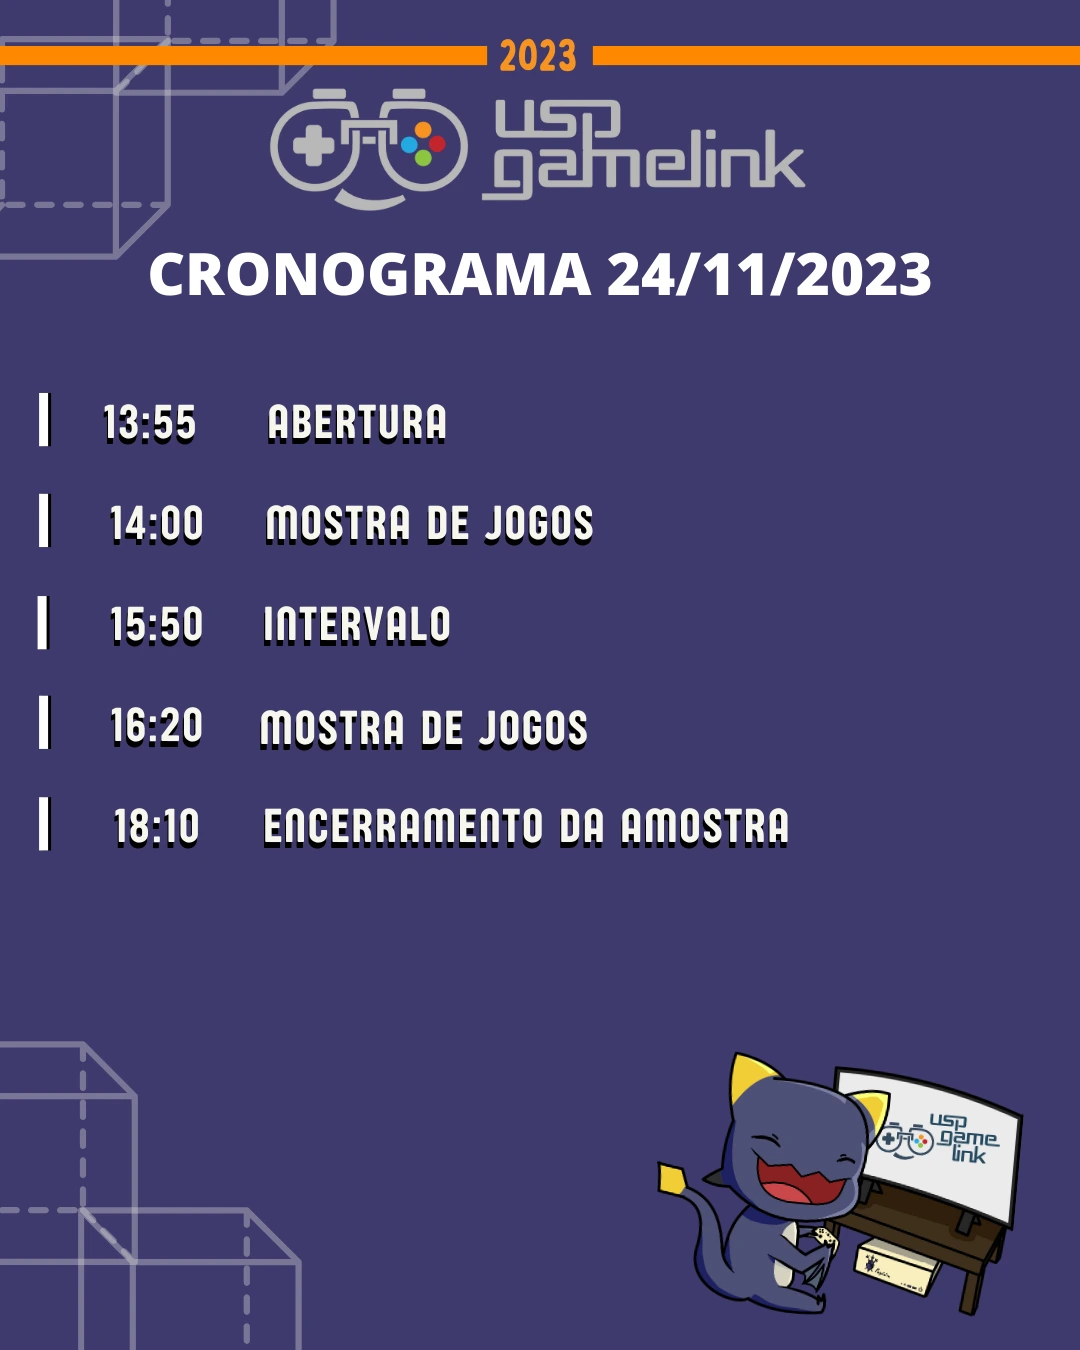 2023
usp
gamelink
CRONOGRAMA 24/11/2023
13:55 ABERTURA
14:00 MOSTRA DE JOGOS
15:50 INTERVALO
16:20 MOSTRA DE JOGOS
18:10 ENCERRAMENTO DA AMOSTRA
usp
game
link